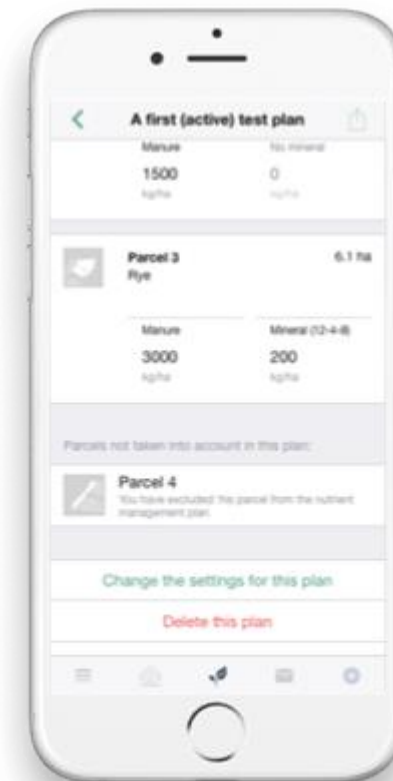 A first (active) test plan
Manure No mineral
1500 0
kg/ha kg/ha
Parcel 3 6.1 ha
Rye
Manure Mineral (12-4-8)
3000 200
kg/ha kg/ha
Parcels not taken into account in this plan:
Parcel 4
You have excluded this parcel from the nutrient
management plan
Change the settings for this plan
Delete this plan